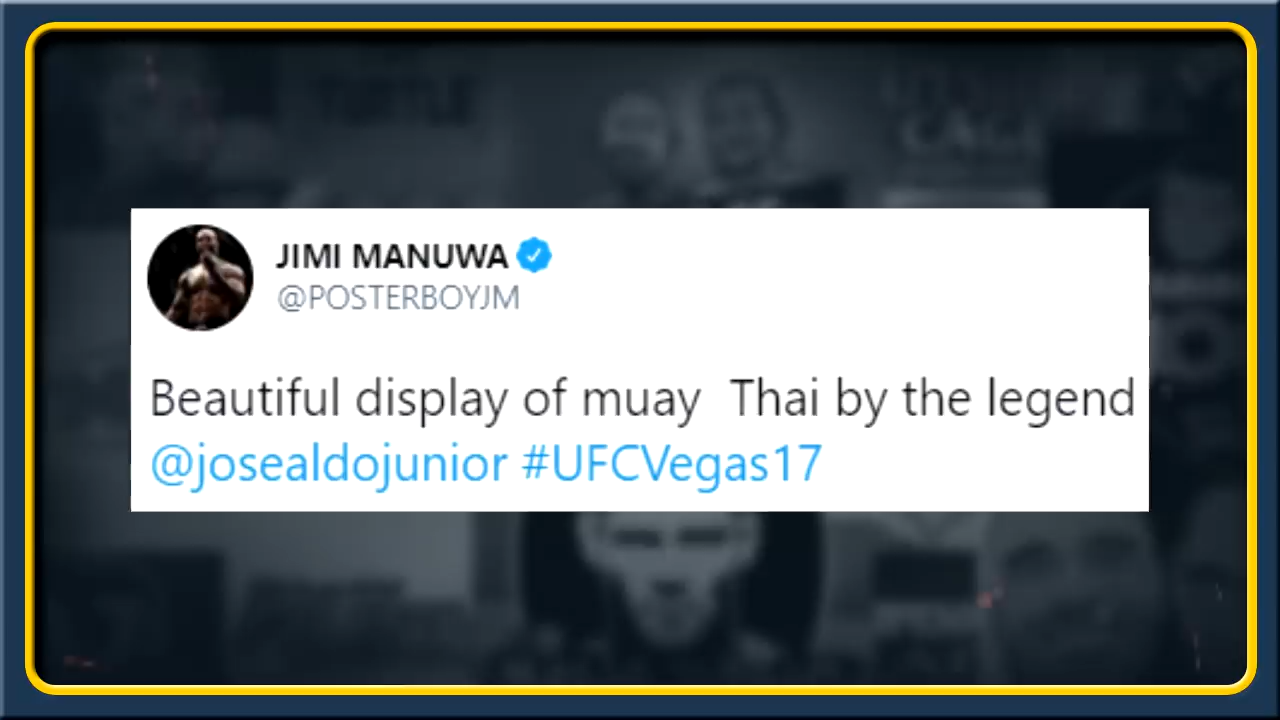 JIMI MANUWA
@POSTERBOYJM
Beautiful display of muay  Thai by the legend
@josealdojunior #UFCVegas17